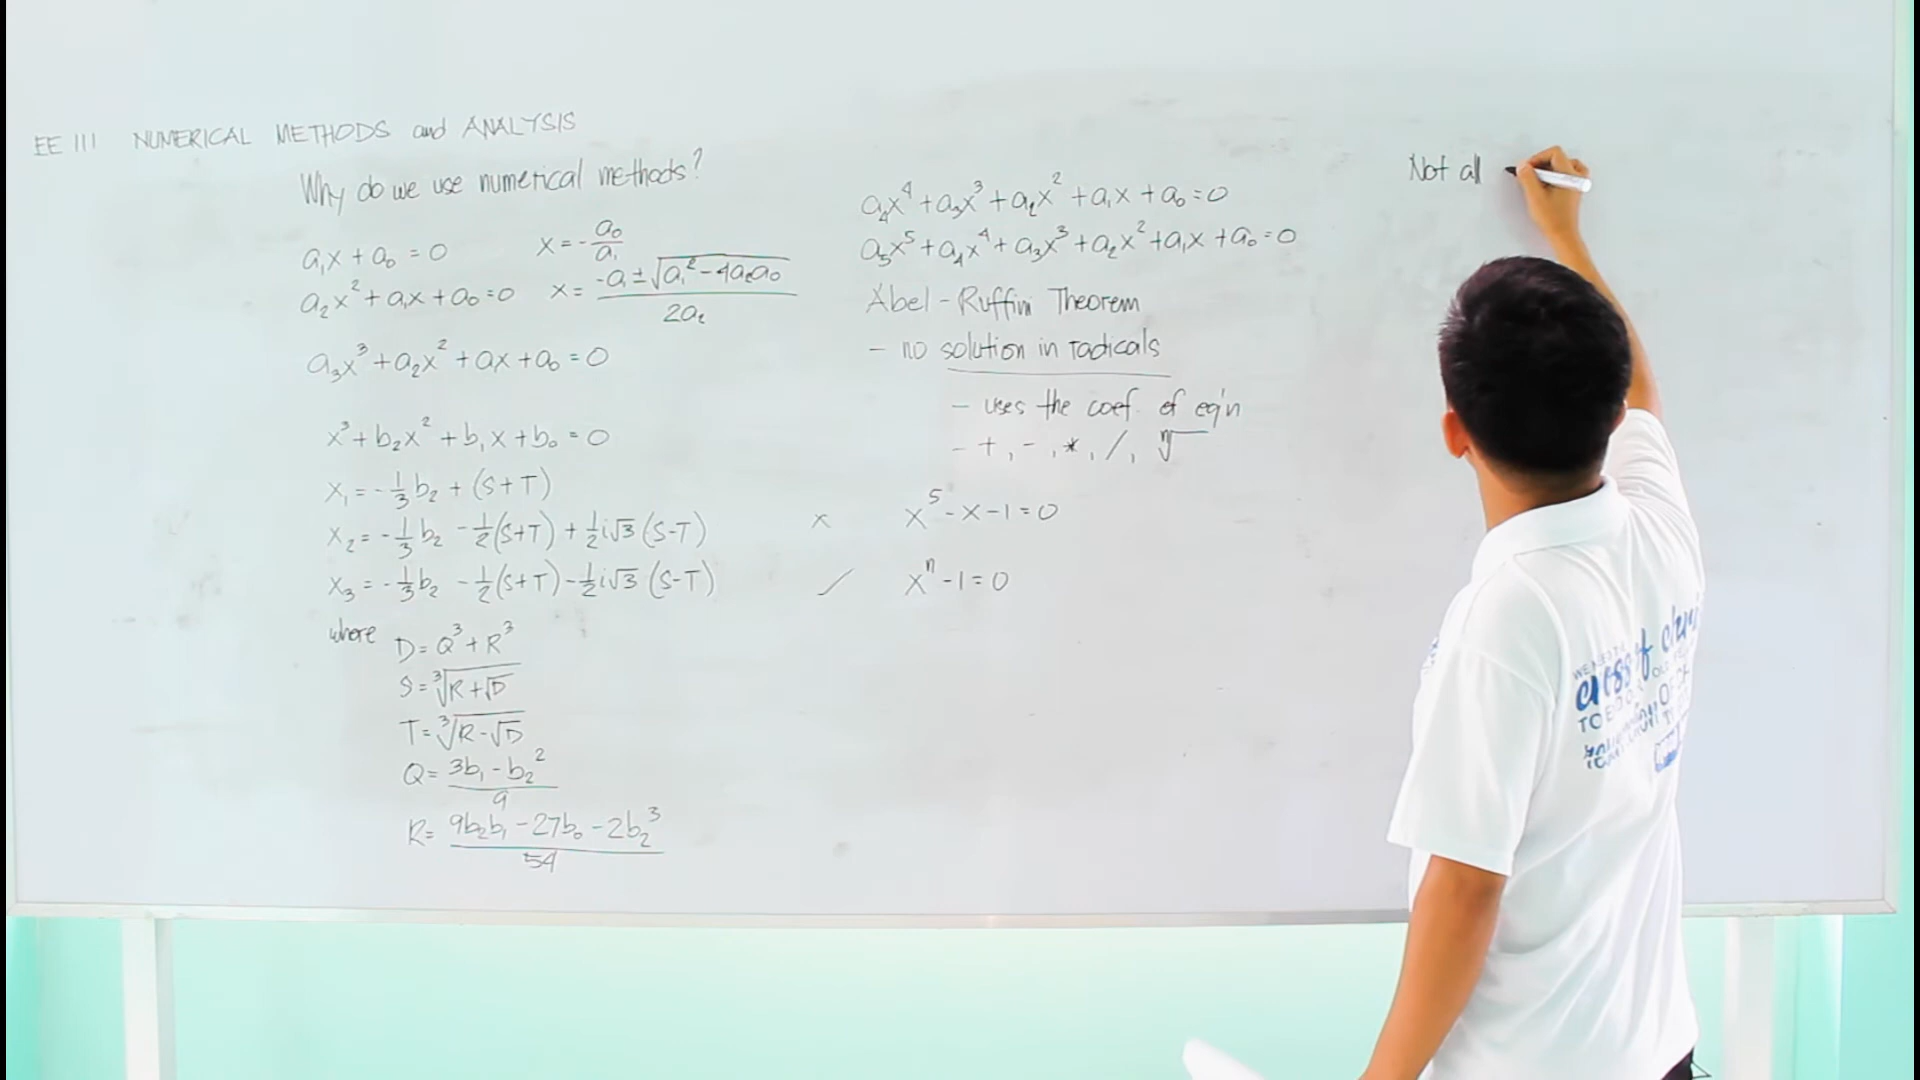 EE 111 NUMERICAL METHODS and ANALYSIS
Why do we use numerical methods?
a₁x + a₀ = 0 x = -a₀/a₁
a₂x² + a₁x + a₀ = 0 x = (-a₁ ± √(a₁² - 4a₂a₀))/2a₂
a₃x³ + a₂x² + a₁x + a₀ = 0
x³ + b₂x² + b₁x + b₀ = 0
x₁ = -1/3 b₂ + (S+T)
x₂ = -1/3 b₂ - 1/2(S+T) + 1/2 i√3 (S-T)
x₃ = -1/3 b₂ - 1/2(S+T) - 1/2 i√3 (S-T)
where D = Q³ + R³
S = ³√(R + √D)
T = ³√(R - √D)
Q = (3b₁ - b₂²)/9
R = (9b₂b₁ - 27b₀ - 2b₂³)/54
a₄x⁴ + a₃x³ + a₂x² + a₁x + a₀ = 0
a₅x⁵ + a₄x⁴ + a₃x³ + a₂x² + a₁x + a₀ = 0
Abel - Ruffini Theorem
- no solution in radicals
- uses the coef. of eq'n
- +, -, *, /, ⁿ√
x x⁵ - x - 1 = 0
/ xⁿ - 1 = 0
Not all